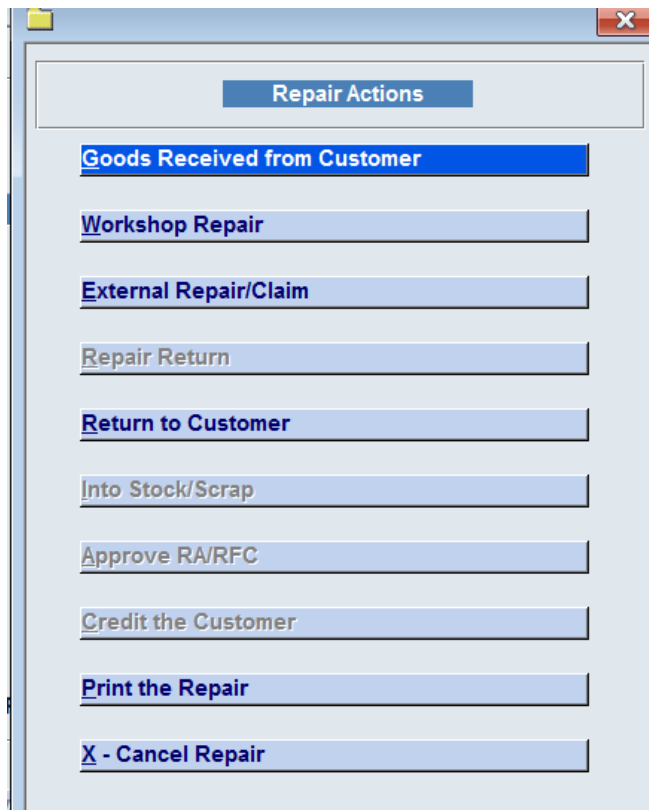 Repair Actions
Goods Received from Customer
Workshop Repair
External Repair/Claim
Repair Return
Return to Customer
Into Stock/Scrap
Approve RA/RFC
Credit the Customer
Print the Repair
X - Cancel Repair